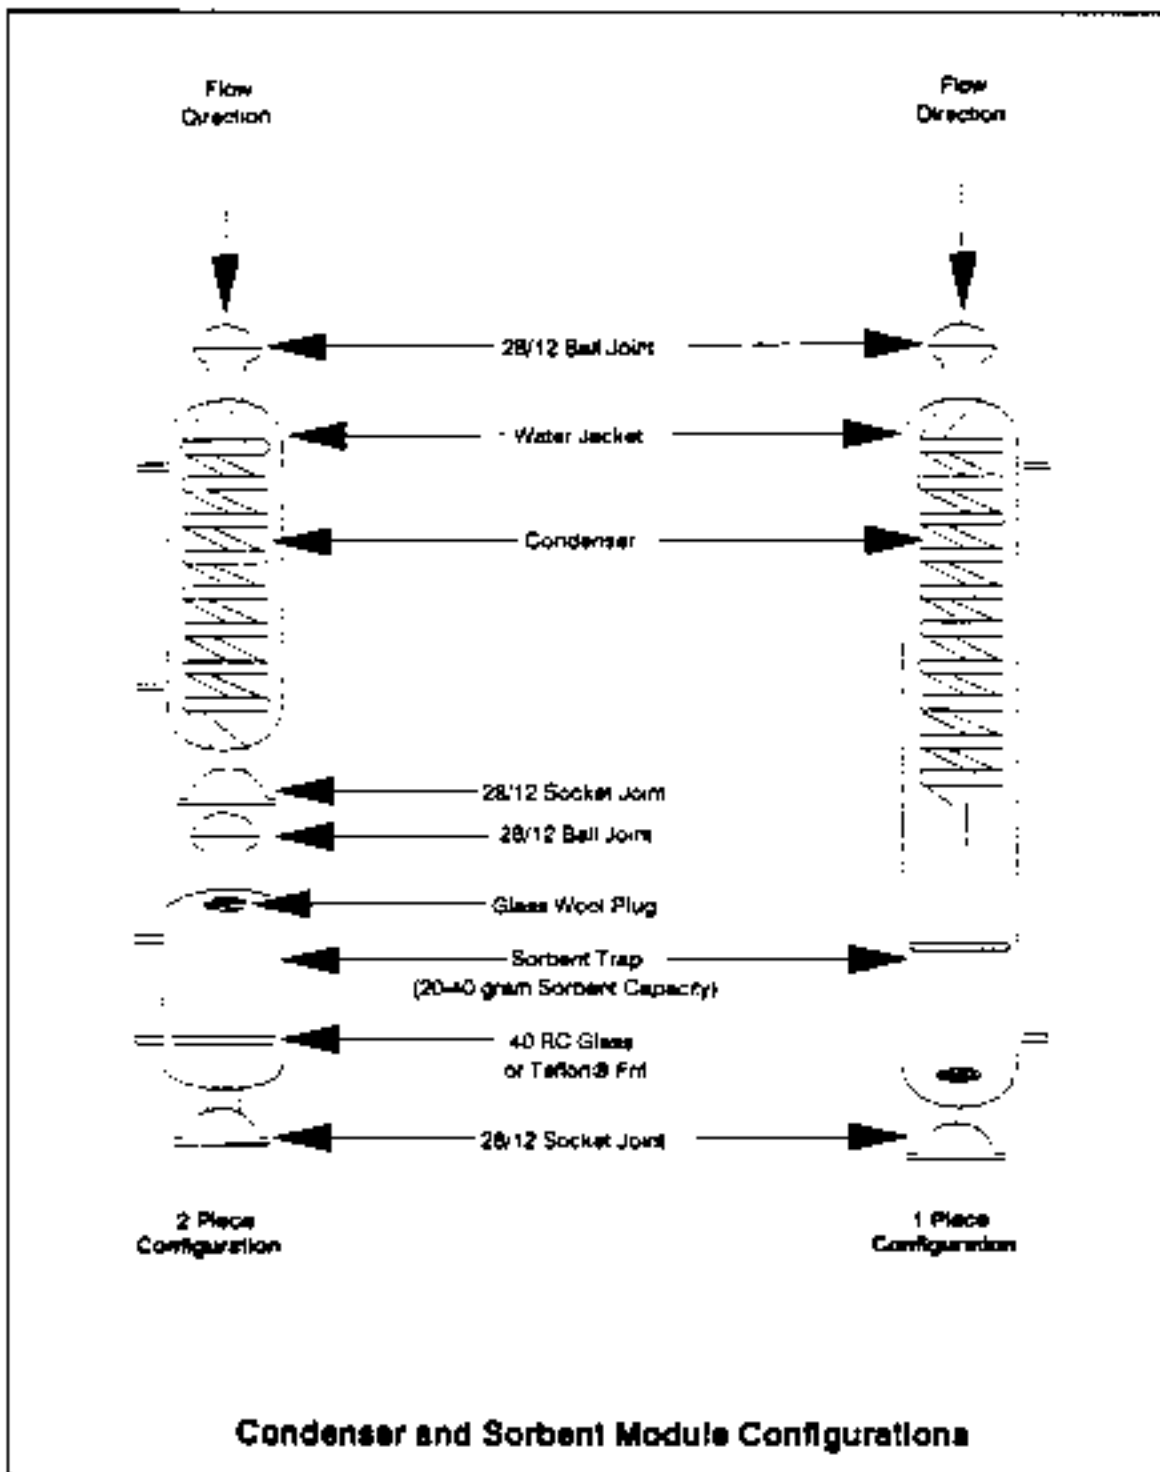 Flow
Direction
Flow
Direction
28/12 Ball Joint
Water Jacket
Condenser
28/12 Socket Joint
28/12 Ball Joint
Glass Wool Plug
Sorbent Trap
(20-40 gram Sorbent Capacity)
40 RC Glass
or Teflon® Frit
28/12 Socket Joint
2 Piece
Configuration
1 Piece
Configuration
Condenser and Sorbent Module Configurations